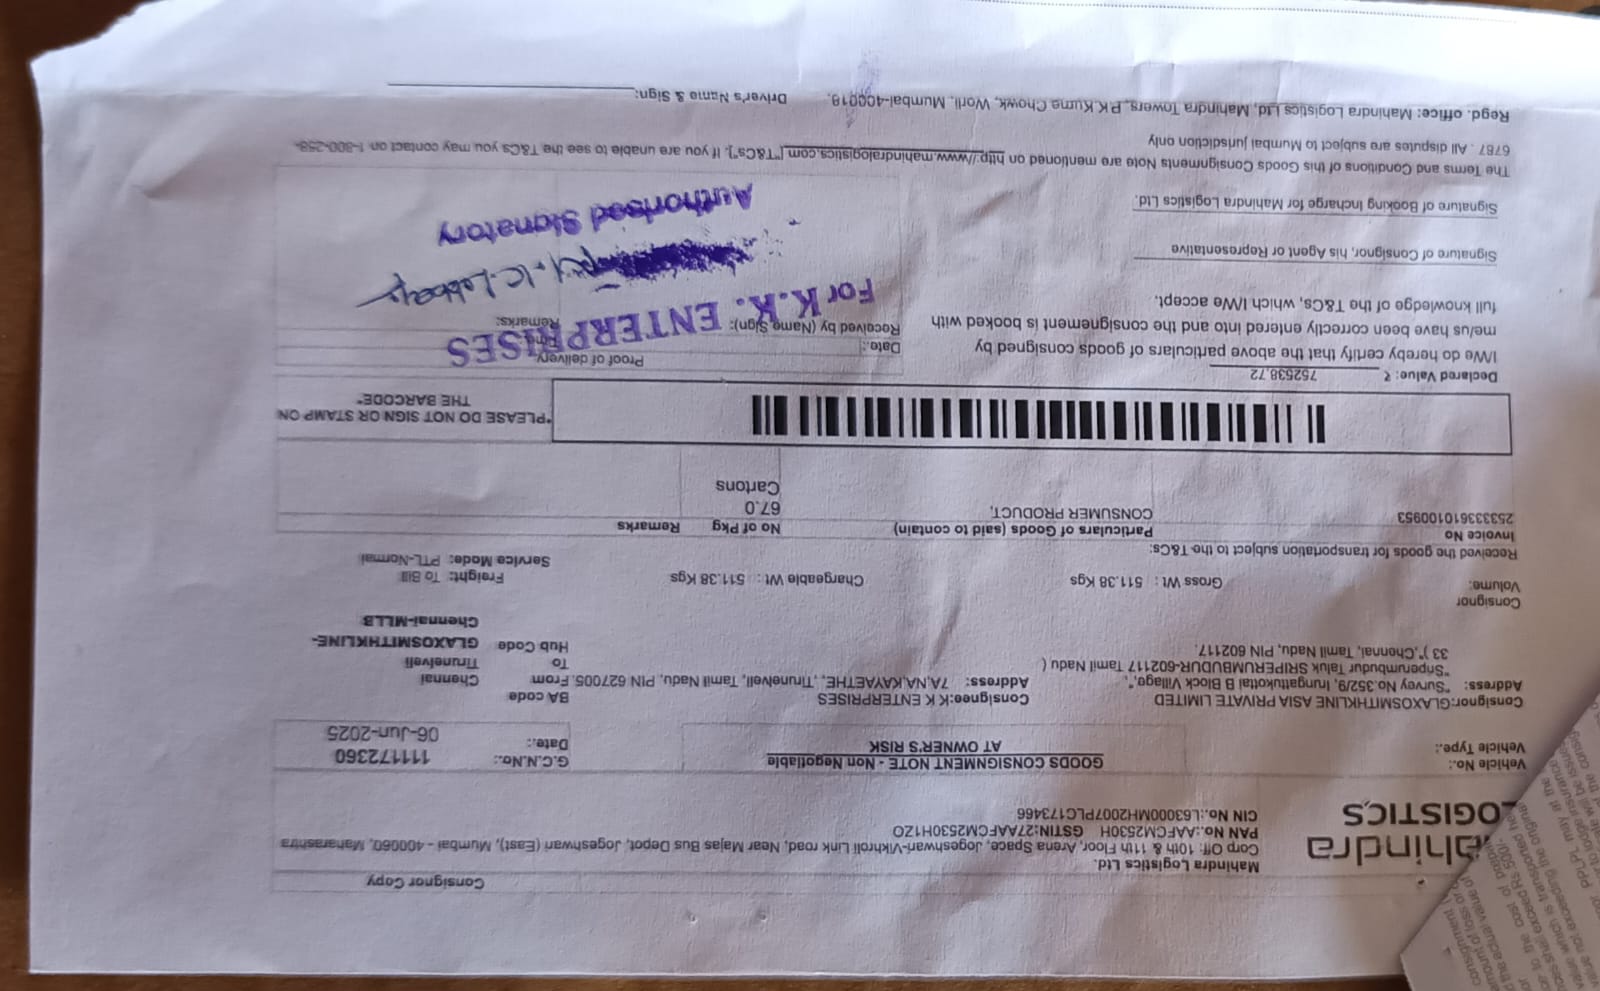 Consignor Copy
Mahindra Logistics Ltd.
Corp Off: 10th & 11th Floor, Arena Space, Jogeshwari-Vikhroli Link road, Near Majas Bus Depot, Jogeshwari (East), Mumbai - 400060, Maharashtra
PAN No.:AAFCM2530H GSTIN:27AAFCM2530H1ZO
CIN No.:L63000MH2007PLC173466
ahindra
LOGISTICS
Vehicle No.:
Vehicle Type.:
GOODS CONSIGNMENT NOTE - Non Negotiable
AT OWNER'S RISK
G.C.N.No.: 111172360
Date.: 06-Jun-2025
Consignor:GLAXOSMITHKLINE ASIA PRIVATE LIMITED
Address: "Survey No.352/9, Irungattukottai B Block Village,",
"Sriperumbudur Taluk SRIPERUMBUDUR-602117 Tamil Nadu (
33 )",Chennai, Tamil Nadu, PIN 602117,
Consignee:K K ENTERPRISES
Address: 7A,NA,KAYAETHE, ,Tirunelveli, Tamil Nadu, PIN 627005,
BA code
From Chennai
To Tirunelveli
Hub Code GLAXOSMITHKLINE-
Chennai-MLLB
Consignor
Volume:
Gross Wt : 511.38 Kgs
Chargeable Wt : 511.38 Kgs
Freight: To Bill
Service Mode: PTL-Normal
Received the goods for transportation subject to the T&Cs:
Invoice No Particulars of Goods (said to contain) No of Pkg Remarks
2533336101100953 CONSUMER PRODUCT, 67.0
Cartons
"PLEASE DO NOT SIGN OR STAMP ON
THE BARCODE"
Declared Value: ₹ 752538.72
I/We do hereby certify that the above particulars of goods consigned by
me/us have been correctly entered into and the consignement is booked with
full knowledge of the T&Cs, which I/We accept.
Signature of Consignor, his Agent or Representative
Signature of Booking Incharge for Mahindra Logistics Ltd.
Proof of delivery
Date.:
Received by (Name Sign):
Remarks:
For K.K. ENTERPRISES
Authorised Signatory
The Terms and Conditions of this Goods Consignments Note are mentioned on http://www.mahindralogistics.com ["T&Cs"]. If you are unable to see the T&Cs you may contact on 1-800-258-
6787 . All disputes are subject to Mumbai jurisdiction only
Regd. office: Mahindra Logistics Ltd, Mahindra Towers, P.K.Kurne Chowk, Worli, Mumbai-400018. Driver's Name & Sign: